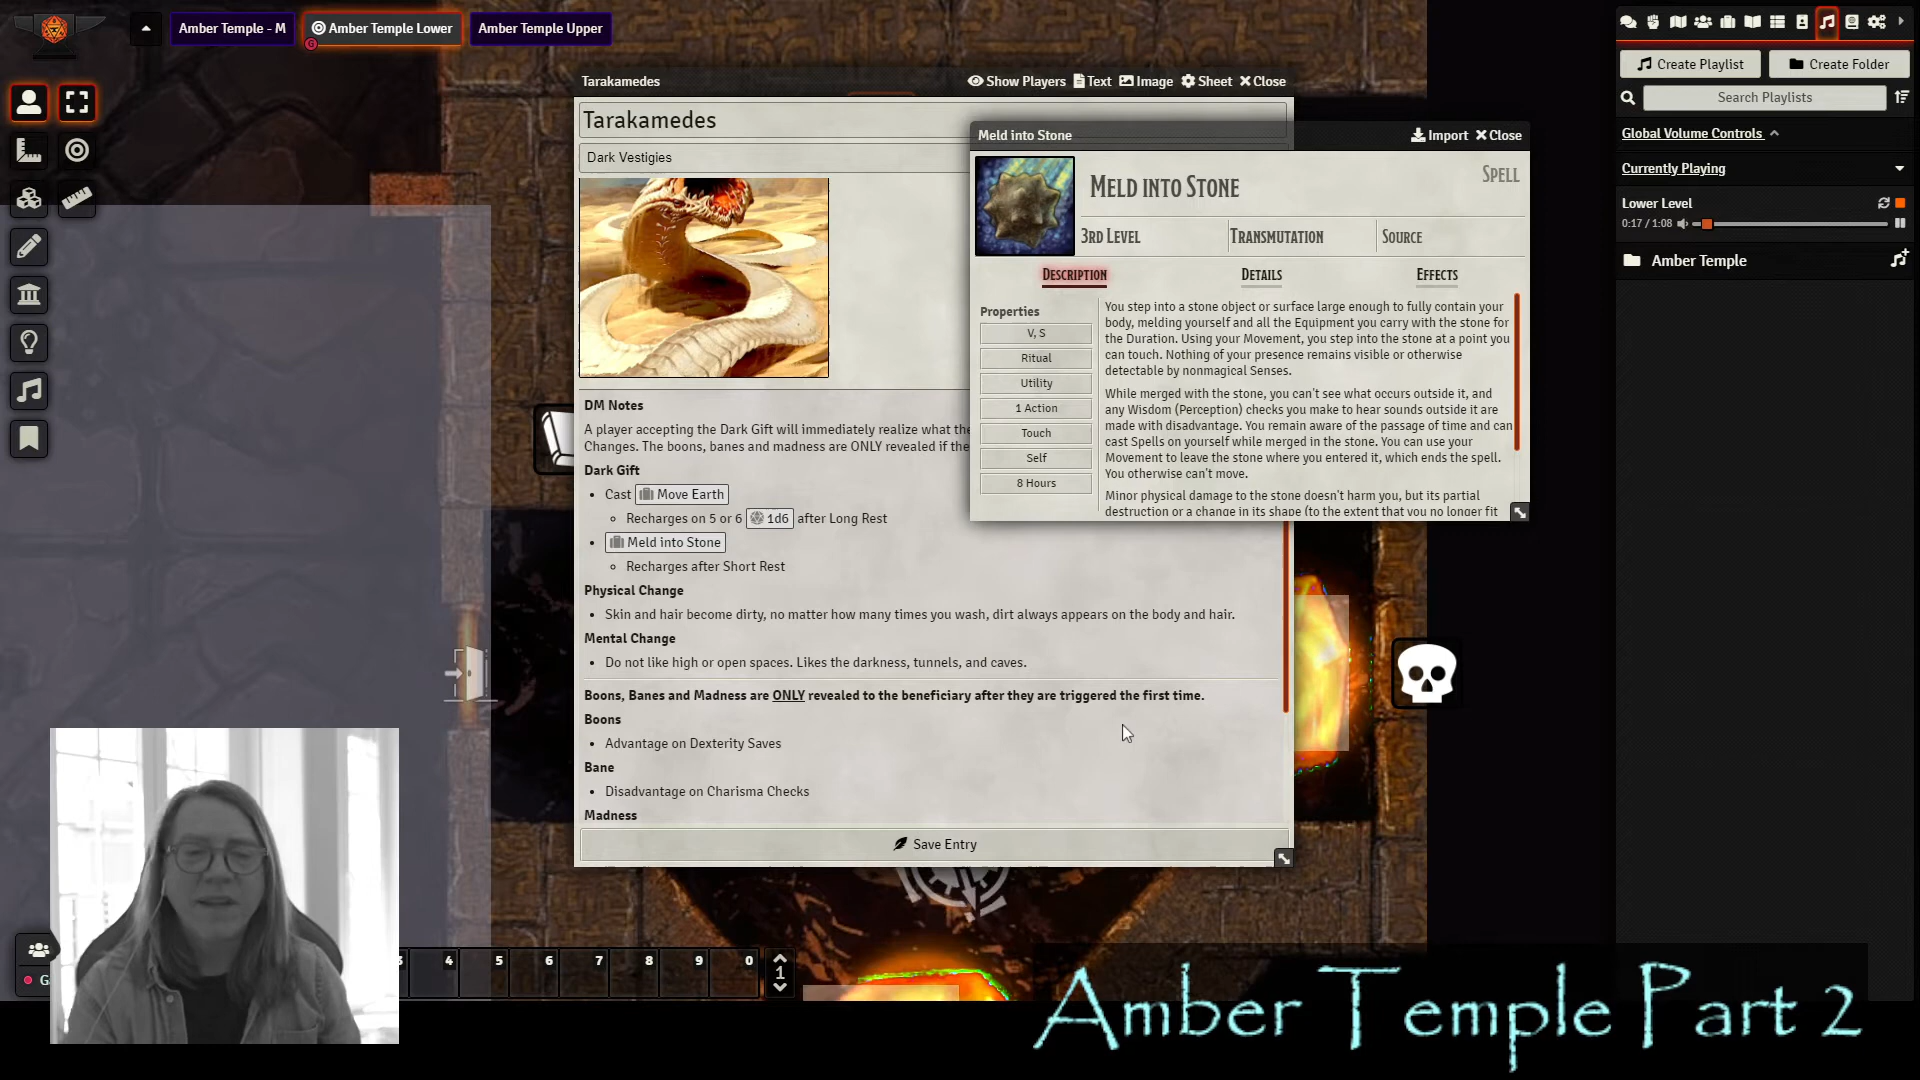 Amber Temple - M
Amber Temple Lower
Amber Temple Upper
G
Tarakamedes
Show Players Text Image Sheet Close
Tarakamedes
Dark Vestigies
DM Notes
A player accepting the Dark Gift will immediately realize what the
Changes. The boons, banes and madness are ONLY revealed if the
Dark Gift
Cast Move Earth
Recharges on 5 or 6 1d6 after Long Rest
Meld into Stone
Recharges after Short Rest
Physical Change
Skin and hair become dirty, no matter how many times you wash, dirt always appears on the body and hair.
Mental Change
Do not like high or open spaces. Likes the darkness, tunnels, and caves.
Boons, Banes and Madness are ONLY revealed to the beneficiary after they are triggered the first time.
Boons
Advantage on Dexterity Saves
Bane
Disadvantage on Charisma Checks
Madness
Save Entry
Meld into Stone
Import Close
Meld into Stone
Spell
3rd Level
Transmutation
Source
Description
Details
Effects
Properties
V, S
Ritual
Utility
1 Action
Touch
Self
8 Hours
You step into a stone object or surface large enough to fully contain your
body, melding yourself and all the Equipment you carry with the stone for
the Duration. Using your Movement, you step into the stone at a point you
can touch. Nothing of your presence remains visible or otherwise
detectable by nonmagical Senses.
While merged with the stone, you can't see what occurs outside it, and
any Wisdom (Perception) checks you make to hear sounds outside it are
made with disadvantage. You remain aware of the passage of time and can
cast Spells on yourself while merged in the stone. You can use your
Movement to leave the stone where you entered it, which ends the spell.
You otherwise can't move.
Minor physical damage to the stone doesn't harm you, but its partial
destruction or a change in its shape (to the extent that you no longer fit
Create Playlist
Create Folder
Search Playlists
Global Volume Controls
Currently Playing
Lower Level
0:17 / 1:08
Amber Temple
G
3 4 5 6 7 8 9 0
1
Amber Temple Part 2